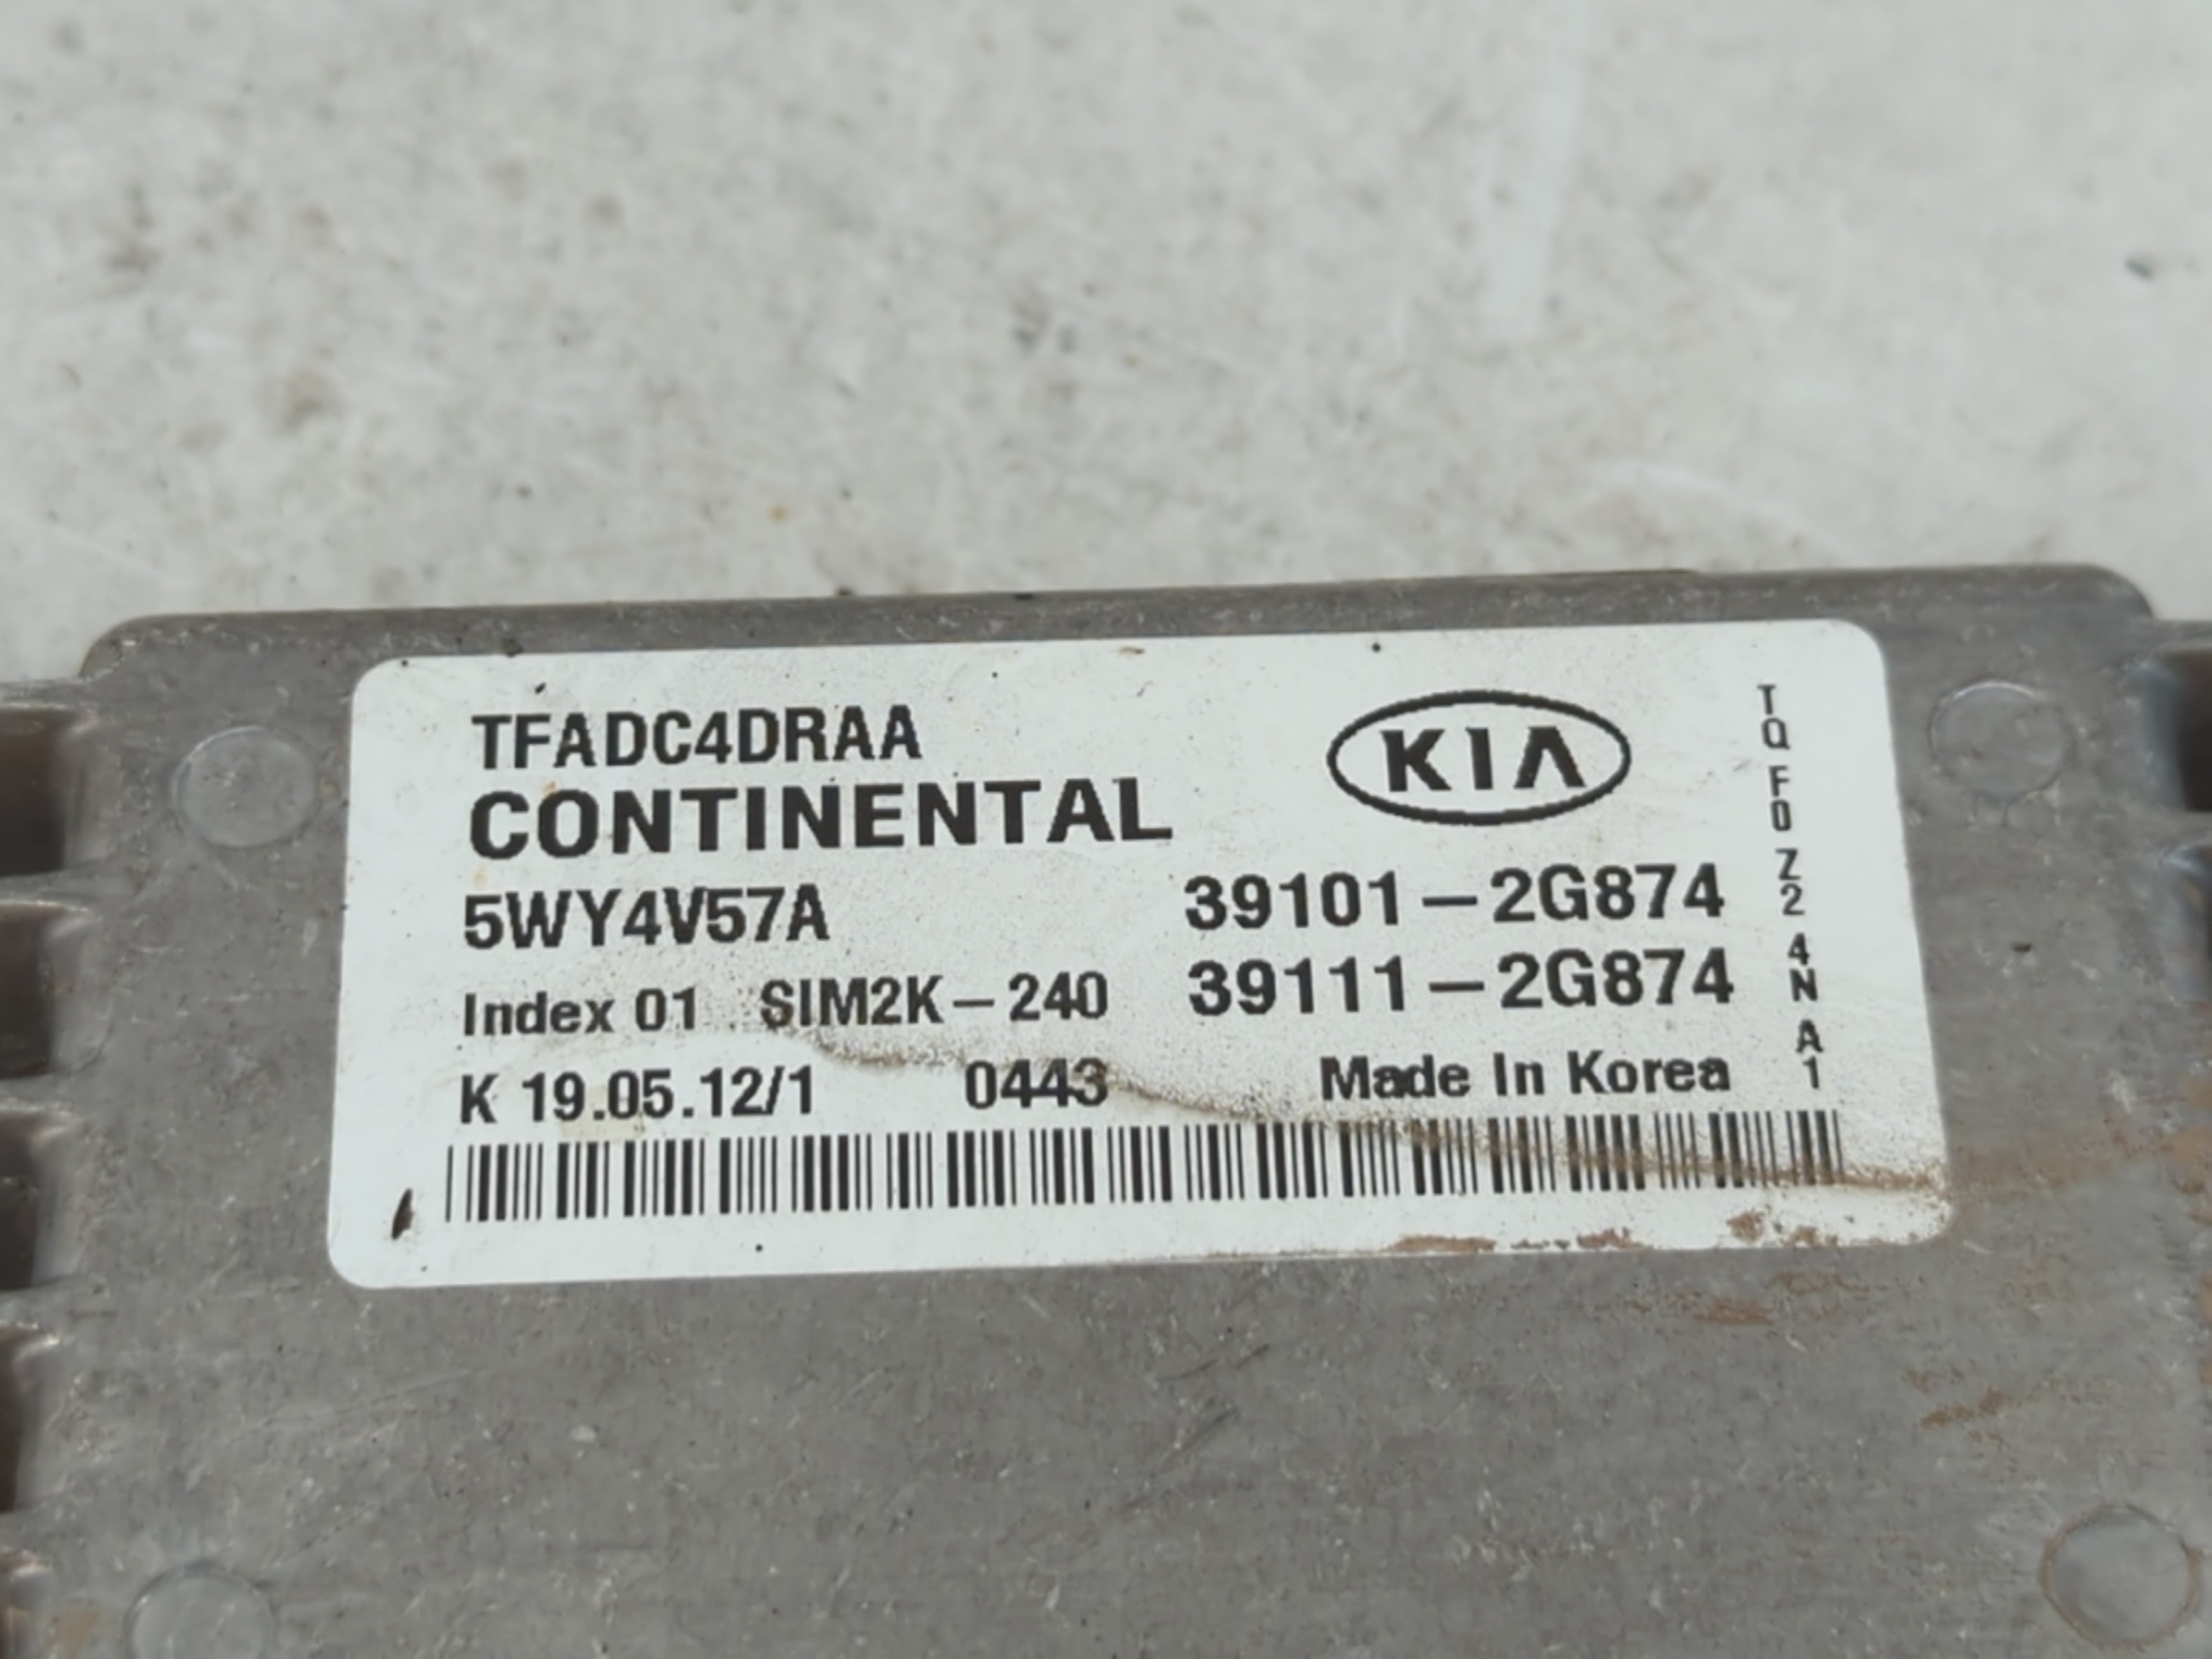 TFADC4DRAA
KIA
CONTINENTAL
5WY4V57A 39101-2G874
Index 01 SIM2K-240 39111-2G874
K 19.05.12/1 0443 Made In Korea
TQ FD Z2 4N A1